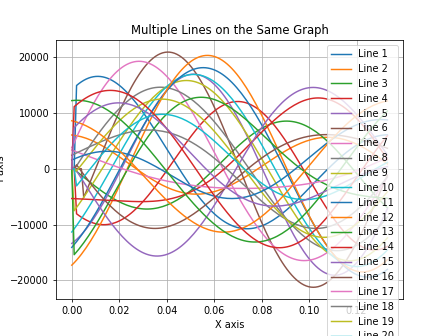 Multiple Lines on the Same Graph
20000
10000
0
−10000
−20000
0.00 0.02 0.04 0.06 0.08 0.10
X axis
Line 1
Line 2
Line 3
Line 4
Line 5
Line 6
Line 7
Line 8
Line 9
Line 10
Line 11
Line 12
Line 13
Line 14
Line 15
Line 16
Line 17
Line 18
Line 19
Line 20